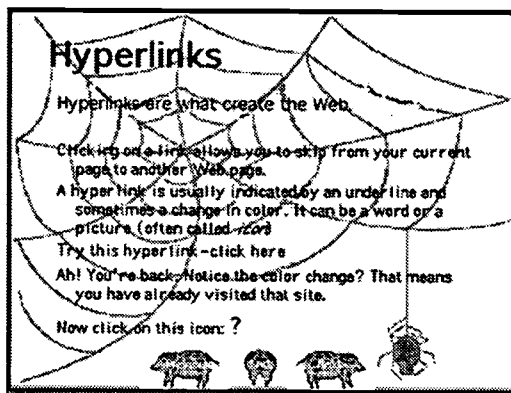 Hyperlinks
Hyperlinks are what create the Web.
Clicking on a link allows you to skip from your current
page to another Web page.
A hyperlink is usually indicated by an underline and
sometimes a change in color. It can be a word or a
picture (often called icon)
Try this hyperlink-click here
Ah! You're back. Notice the color change? That means
you have already visited that site.
Now click on this icon: ?